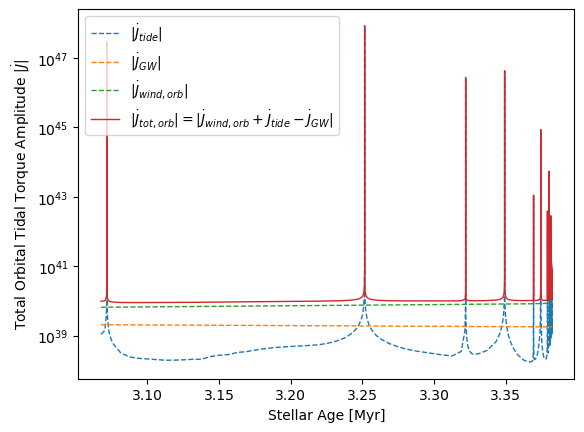 |J̇_tide|
|J̇_GW|
|J̇_wind,orb|
|J̇_tot,orb| = |J̇_wind,orb + J̇_tide − J̇_GW|
Total Orbital Tidal Torque Amplitude |J̇|
10^47
10^45
10^43
10^41
10^39
3.10 3.15 3.20 3.25 3.30 3.35
Stellar Age [Myr]